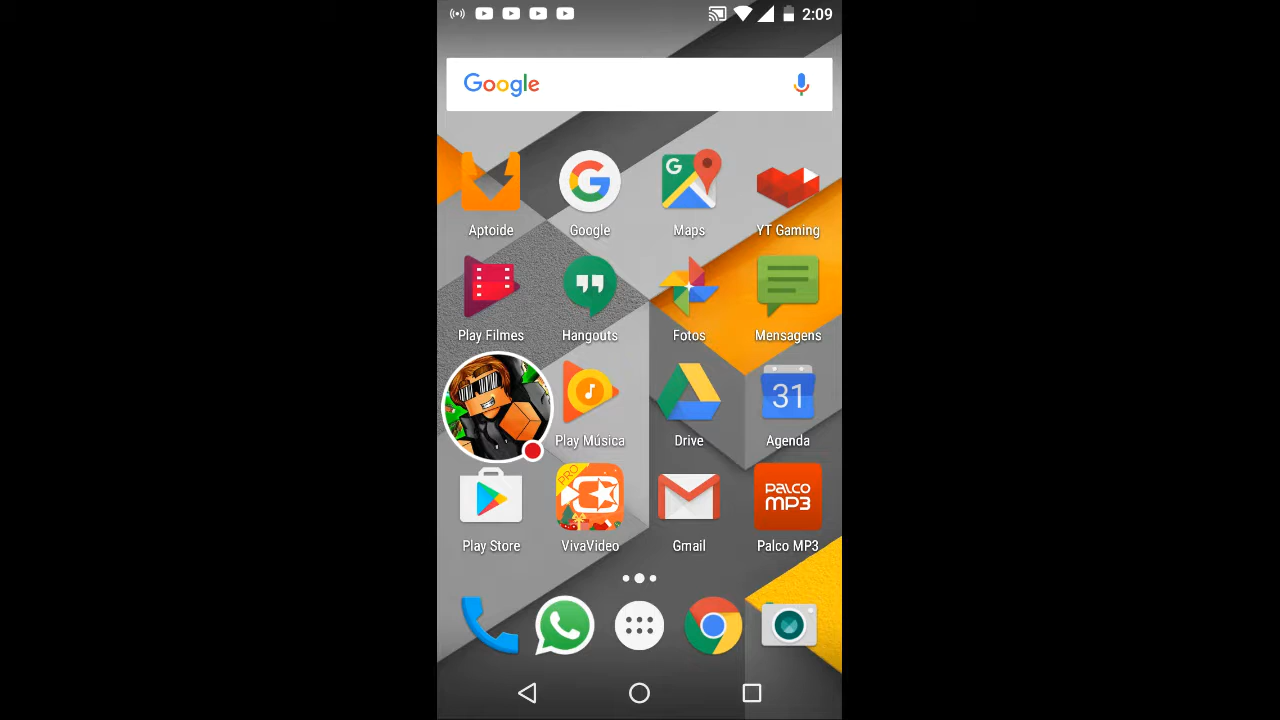 2:09
Google
G
Aptoide
Google
Maps
YT Gaming
Play Filmes
Hangouts
Fotos
Mensagens
31
Play Música
Drive
Agenda
PRO
PALCO
MP3
Play Store
VivaVideo
Gmail
Palco MP3